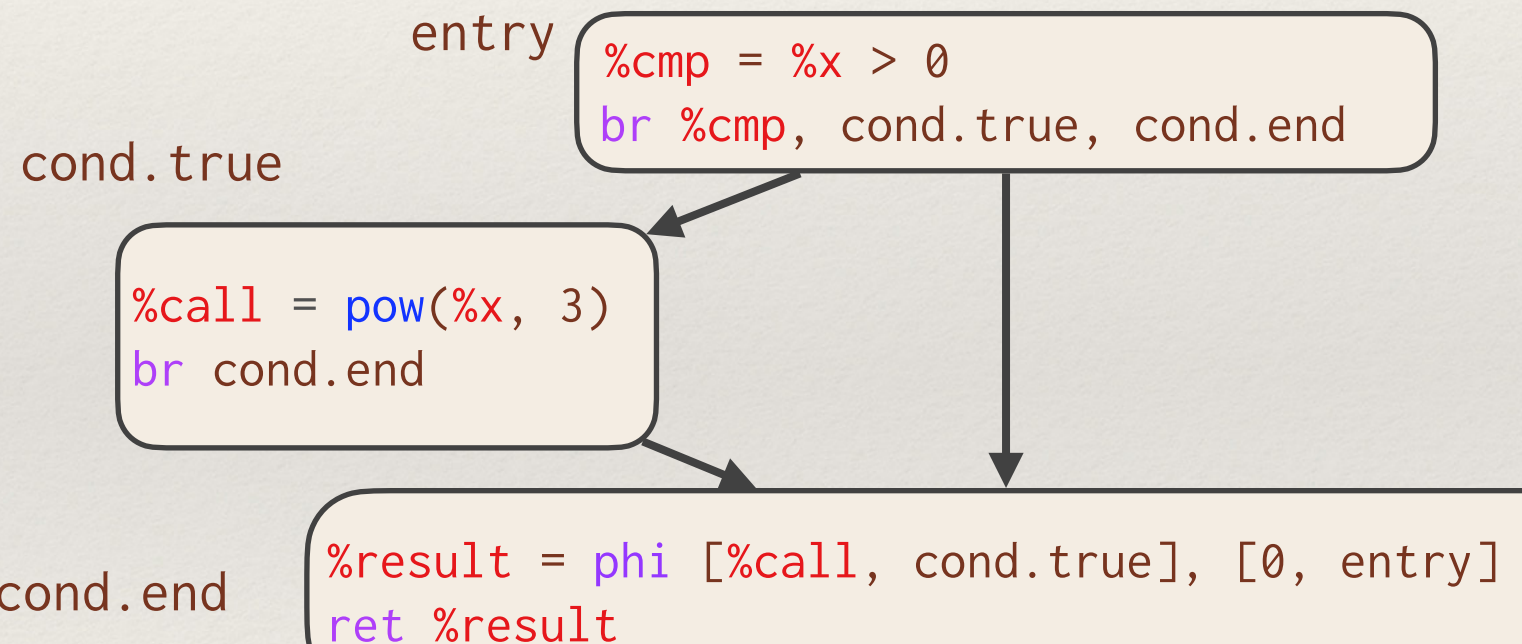 entry
%cmp = %x > 0
br %cmp, cond.true, cond.end
cond.true
%call = pow(%x, 3)
br cond.end
%result = phi [%call, cond.true], [0, entry]
cond.end
ret %result